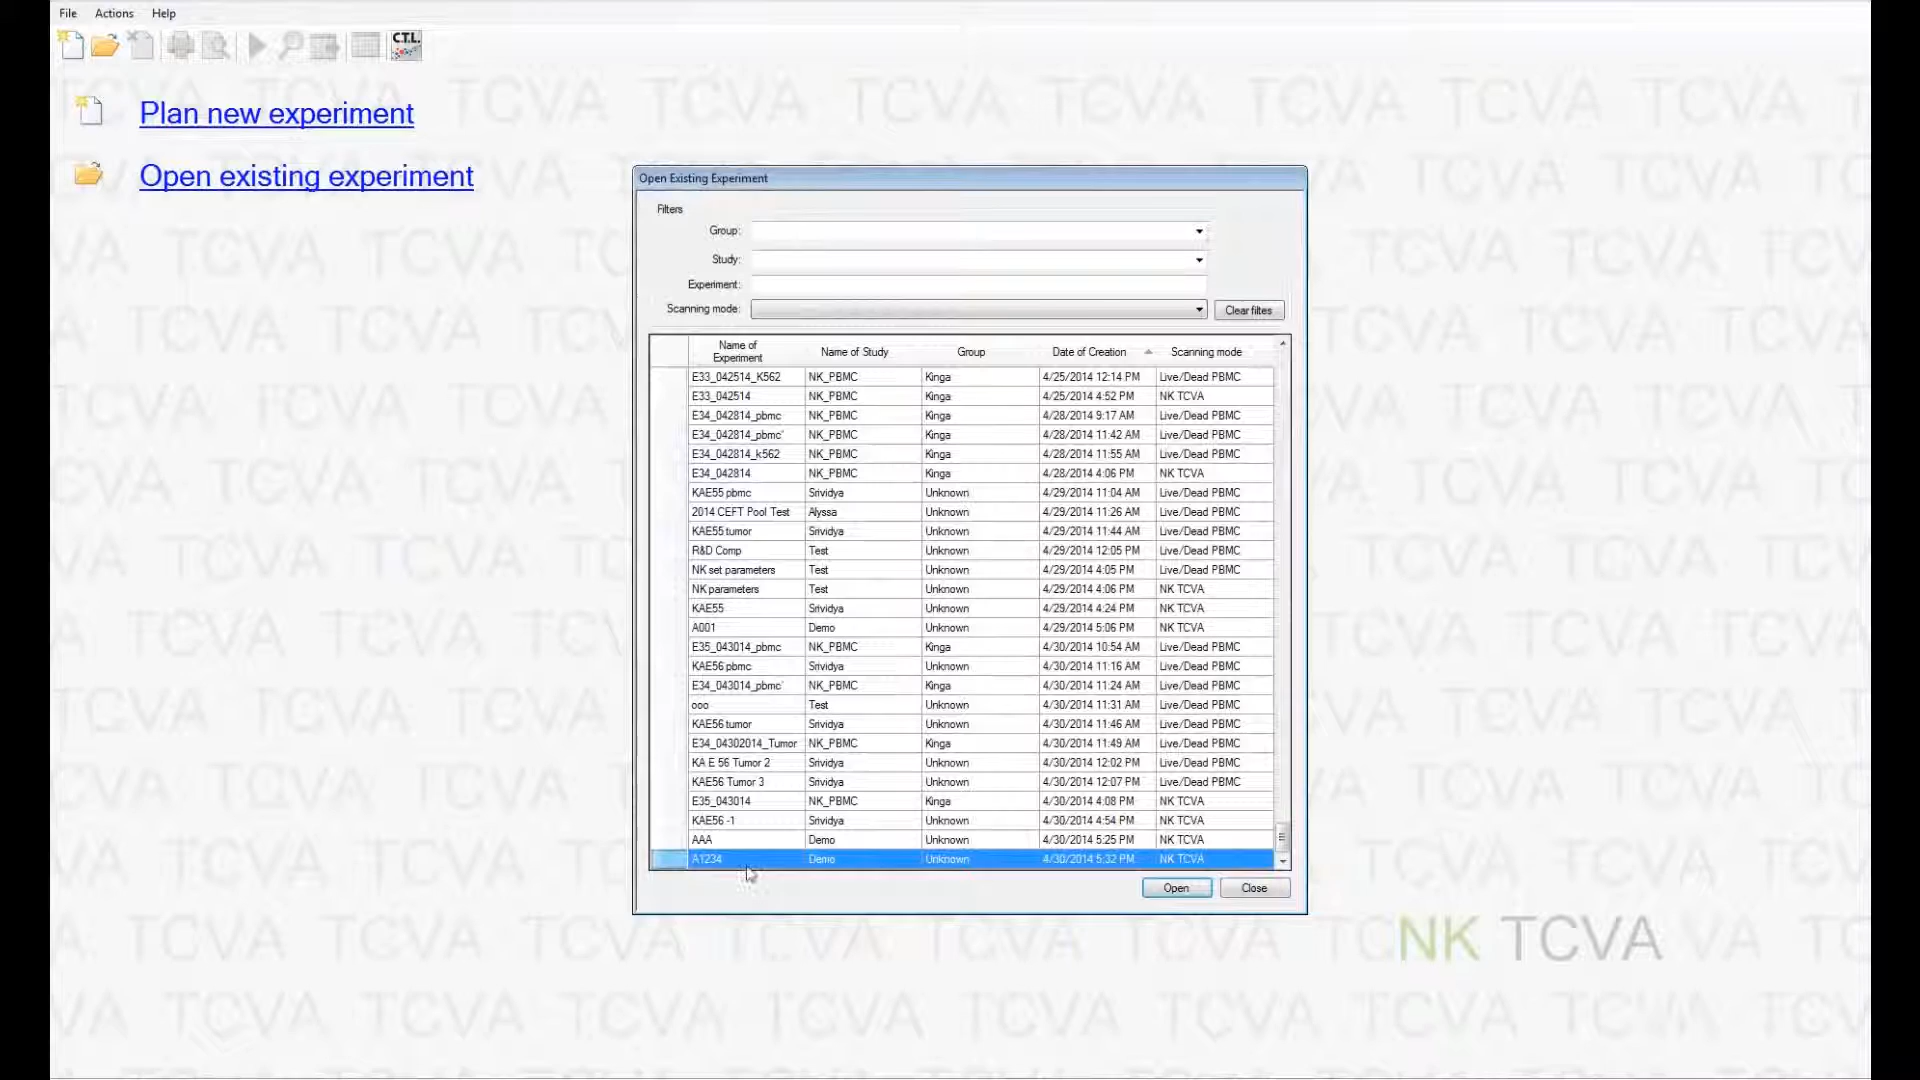 File Actions Help
C.T.L.
Plan new experiment
Open existing experiment
Open Existing Experiment
Filters
Group:
Study:
Experiment:
Scanning mode:
Clear filtes
Name of Experiment Name of Study Group Date of Creation Scanning mode
E33_042514_K562 NK_PBMC Kinga 4/25/2014 12:14 PM Live/Dead PBMC
E33_042514 NK_PBMC Kinga 4/25/2014 4:52 PM NK TCVA
E34_042814_pbmc NK_PBMC Kinga 4/28/2014 9:17 AM Live/Dead PBMC
E34_042814_pbmc' NK_PBMC Kinga 4/28/2014 11:42 AM Live/Dead PBMC
E34_042814_k562 NK_PBMC Kinga 4/28/2014 11:55 AM Live/Dead PBMC
E34_042814 NK_PBMC Kinga 4/28/2014 4:06 PM NK TCVA
KAE55 pbmc Srividya Unknown 4/29/2014 11:04 AM Live/Dead PBMC
2014 CEFT Pool Test Alyssa Unknown 4/29/2014 11:26 AM Live/Dead PBMC
KAE55 tumor Srividya Unknown 4/29/2014 11:44 AM Live/Dead PBMC
R&D Comp Test Unknown 4/29/2014 12:05 PM Live/Dead PBMC
NK set parameters Test Unknown 4/29/2014 4:05 PM Live/Dead PBMC
NK parameters Test Unknown 4/29/2014 4:06 PM NK TCVA
KAE55 Srividya Unknown 4/29/2014 4:24 PM NK TCVA
A001 Demo Unknown 4/29/2014 5:06 PM NK TCVA
E35_043014_pbmc NK_PBMC Kinga 4/30/2014 10:54 AM Live/Dead PBMC
KAE56 pbmc Srividya Unknown 4/30/2014 11:16 AM Live/Dead PBMC
E34_043014_pbmc' NK_PBMC Kinga 4/30/2014 11:24 AM Live/Dead PBMC
ooo Test Unknown 4/30/2014 11:31 AM Live/Dead PBMC
KAE56 tumor Srividya Unknown 4/30/2014 11:46 AM Live/Dead PBMC
E34_04302014_Tumor NK_PBMC Kinga 4/30/2014 11:49 AM Live/Dead PBMC
KA E 56 Tumor 2 Srividya Unknown 4/30/2014 12:02 PM Live/Dead PBMC
KAE56 Tumor 3 Srividya Unknown 4/30/2014 12:07 PM Live/Dead PBMC
E35_043014 NK_PBMC Kinga 4/30/2014 4:08 PM NK TCVA
KAE56 -1 Srividya Unknown 4/30/2014 4:54 PM NK TCVA
AAA Demo Unknown 4/30/2014 5:25 PM NK TCVA
A1234 Demo Unknown 4/30/2014 5:32 PM NK TCVA
Open Close
NK TCVA